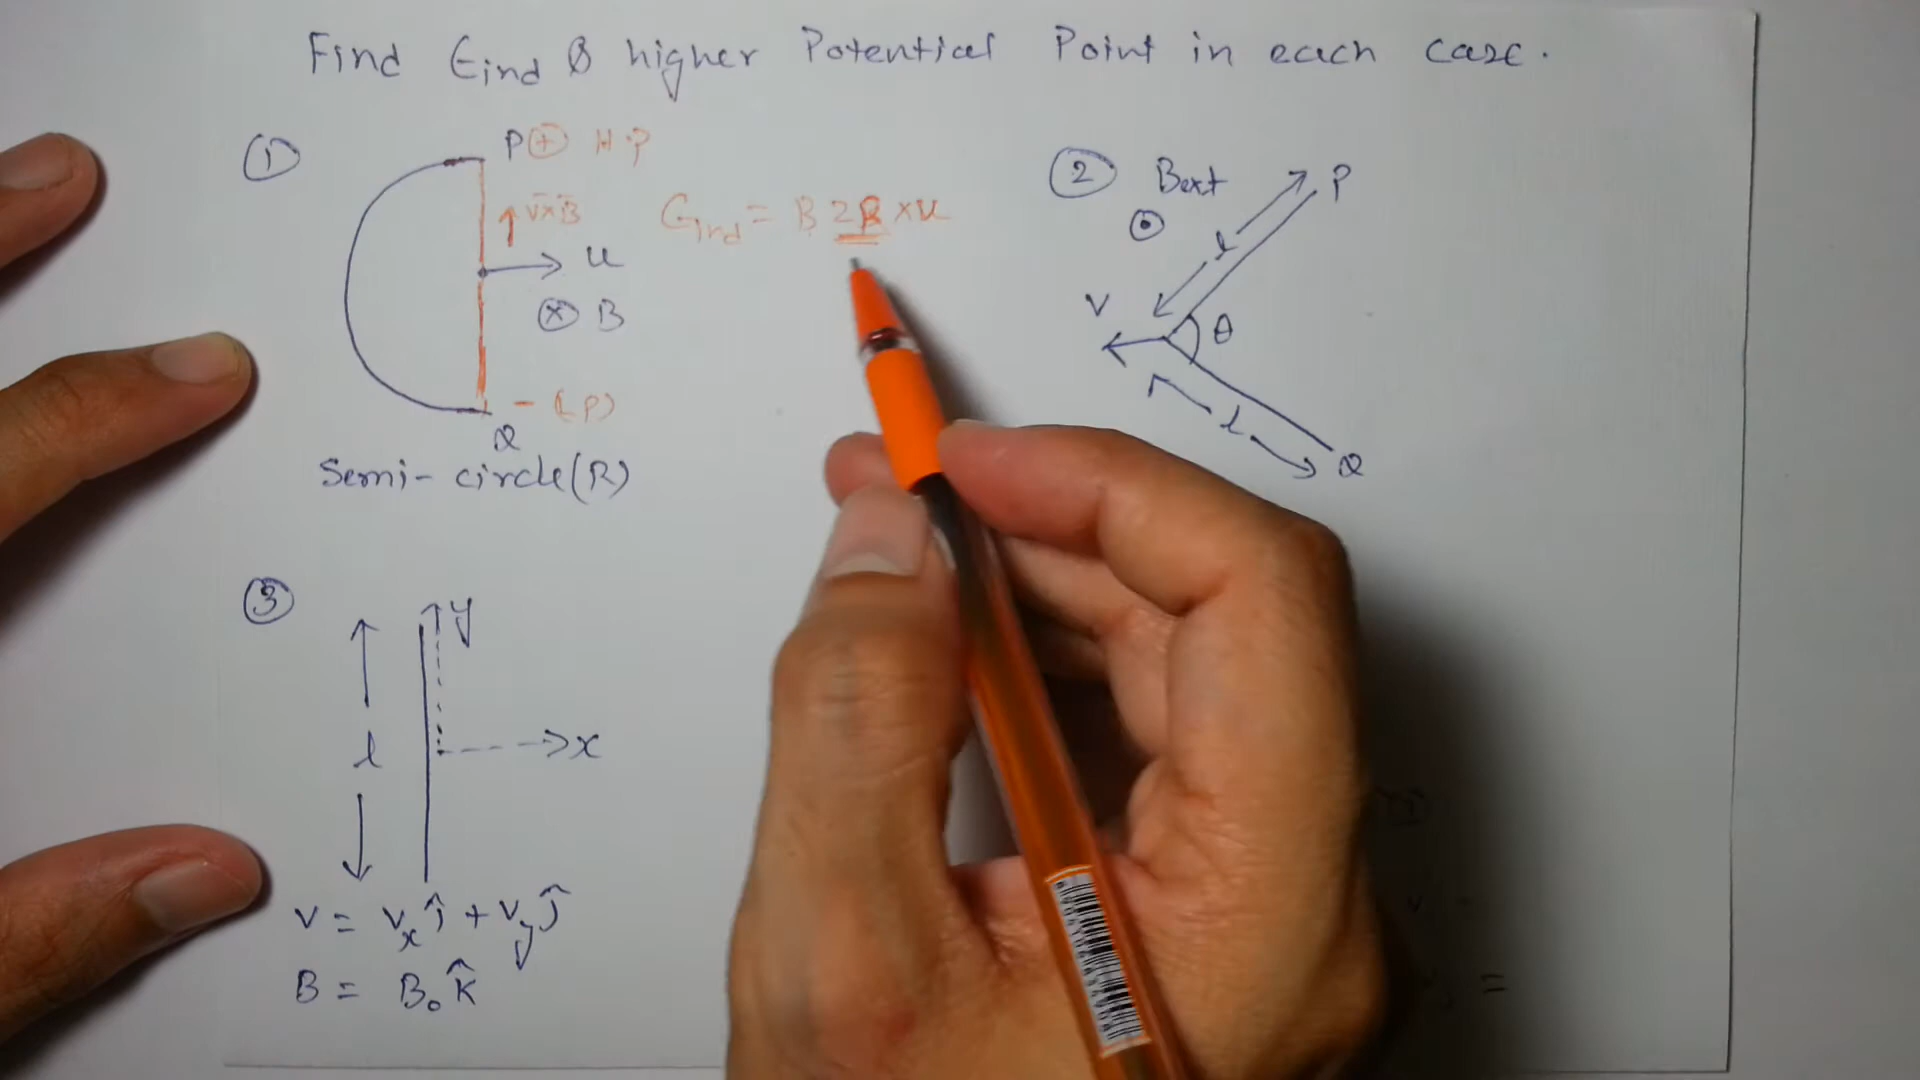 Find Eind & higher Potential Point in each case.
①
P ⊕ H.P
↑ V̄×B̄
Eind = B 2R × u
u
⊗ B
- (LP)
Q
Semi-circle(R)
② Bext
⊙
P
l
V
θ
l
Q
③
y
l
x
V = Vx î + Vy ĵ
B = B₀ k̂